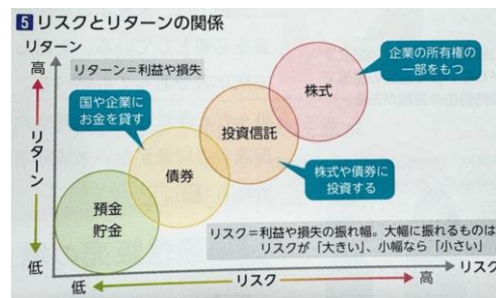 5 リスクとリターンの関係
リターン
高
リターン
低
リターン＝利益や損失
国や企業に
お金を貸す
企業の所有権の
一部をもつ
株式
投資信託
債券
預金
貯金
株式や債券に
投資する
リスク＝利益や損失の振れ幅。大幅に振れるものは
リスクが「大きい」、小幅なら「小さい」
低
リスク
高
リスク